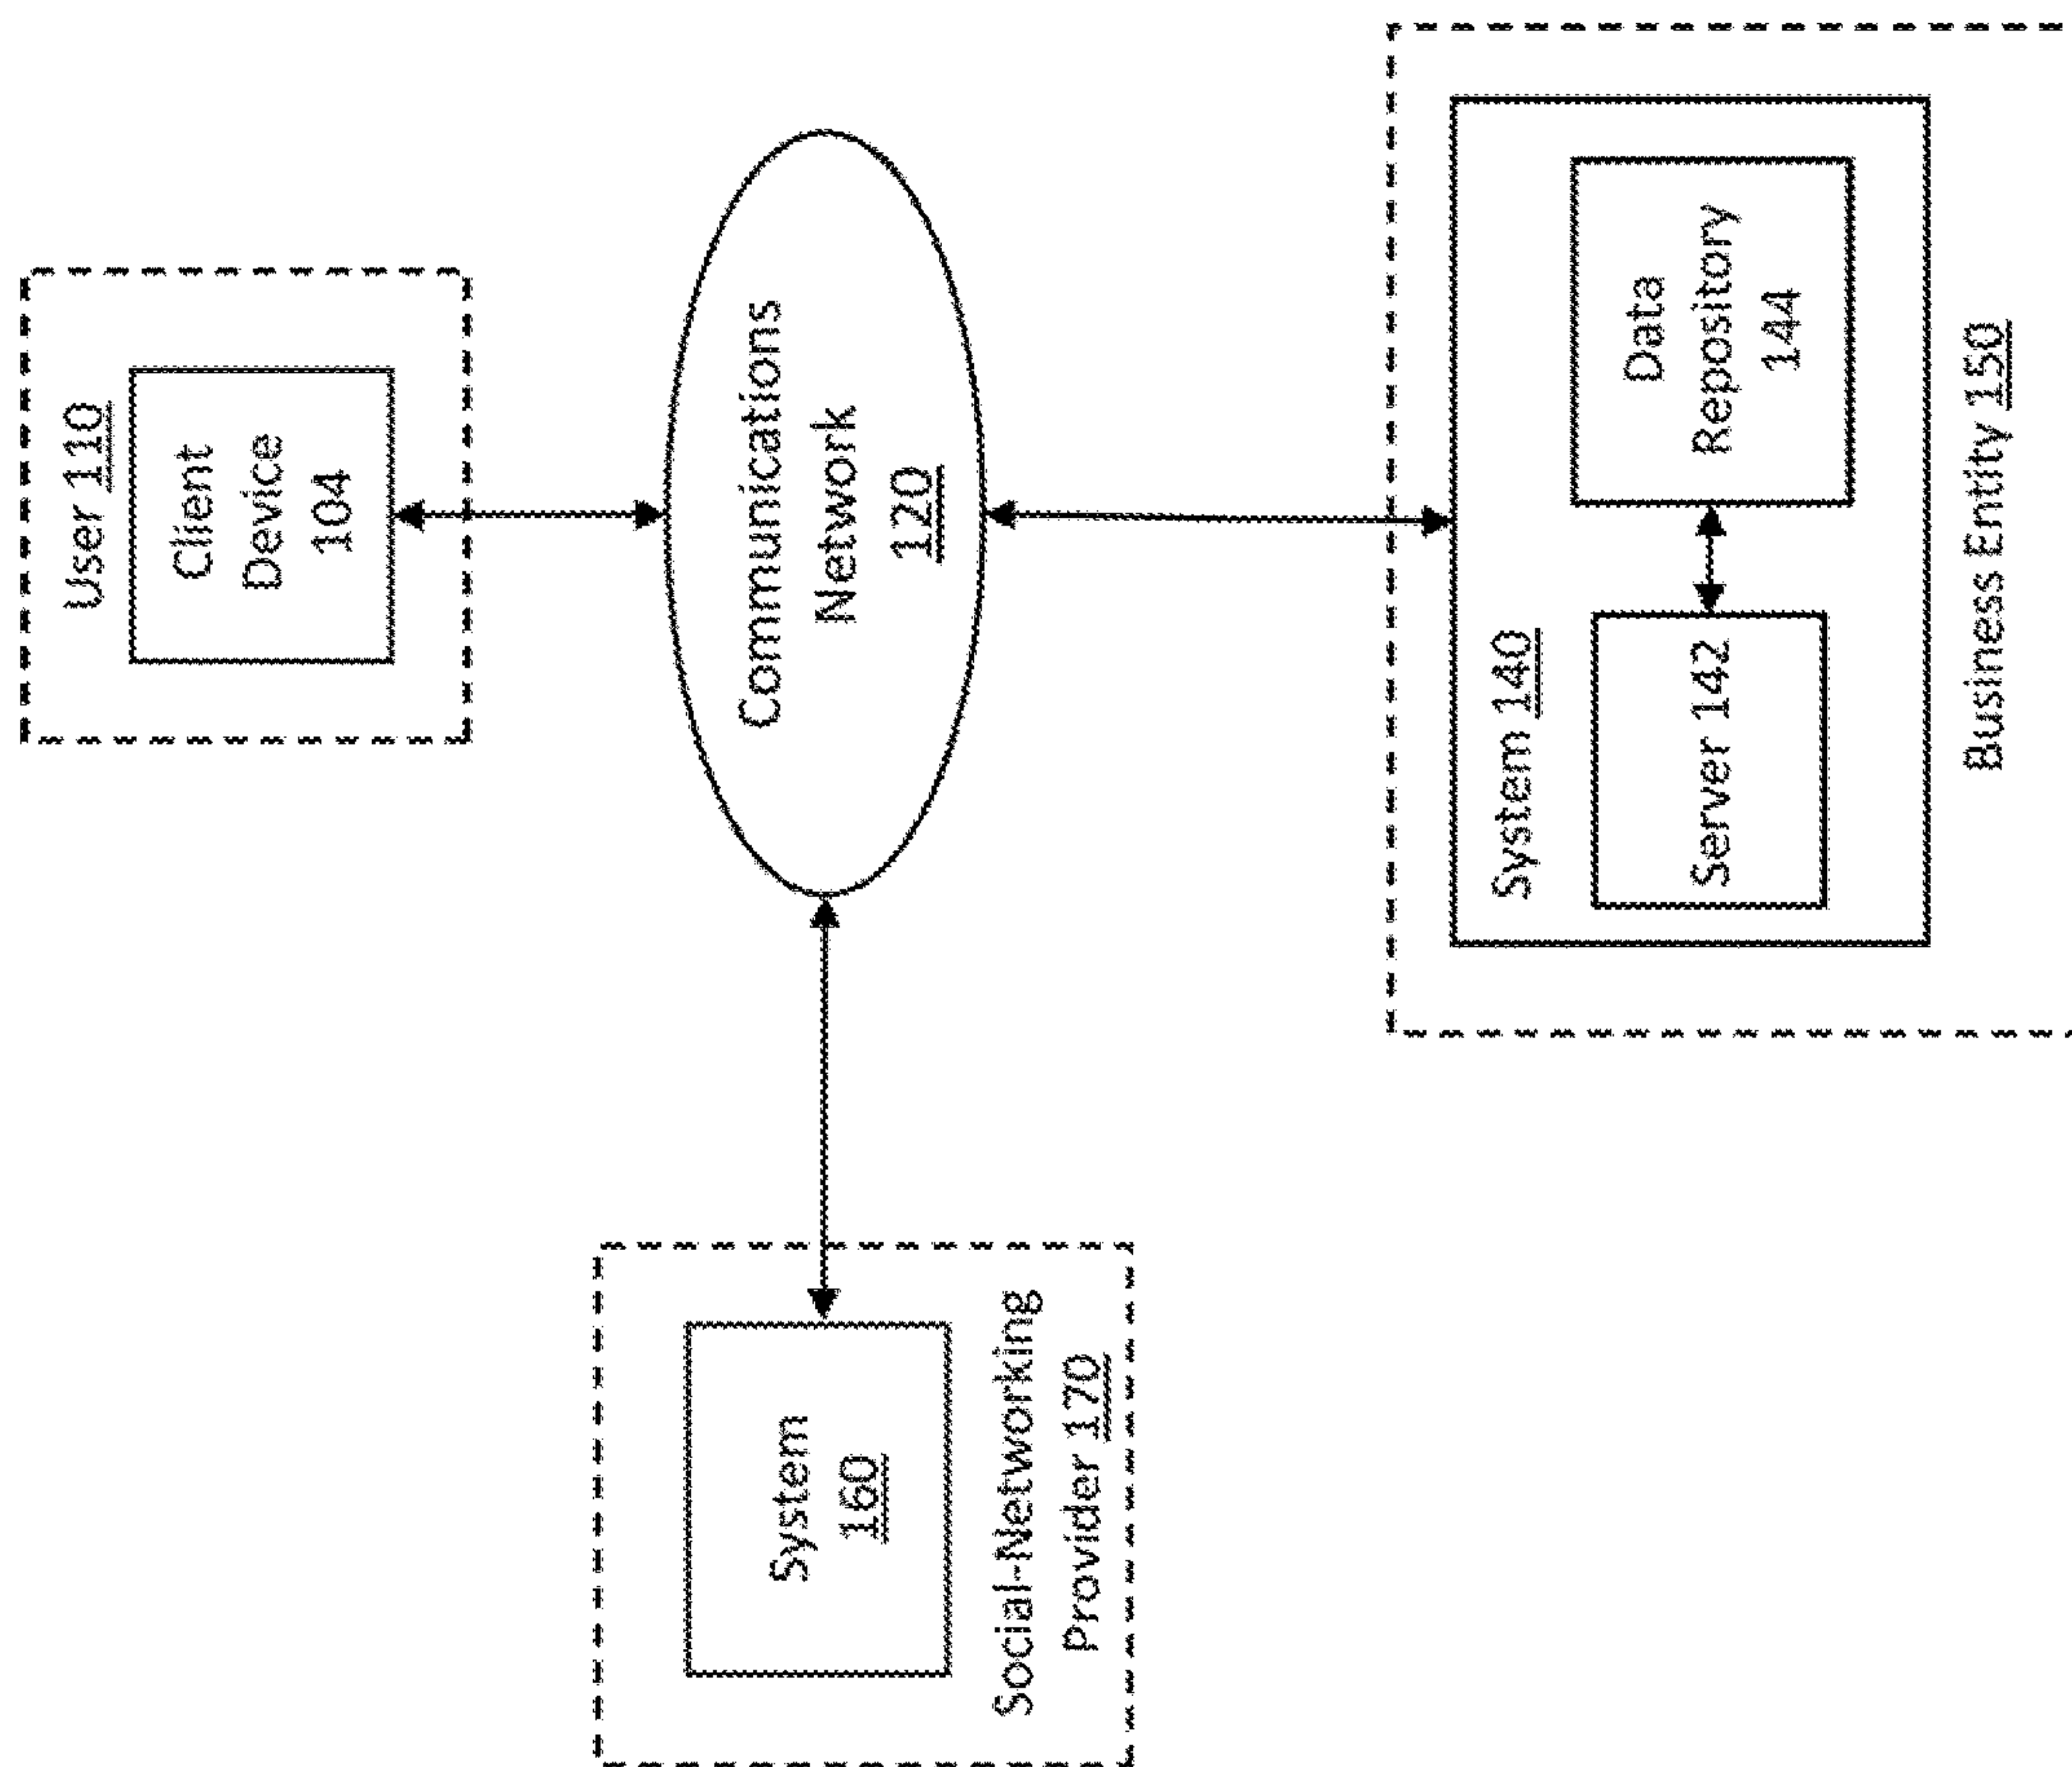 User 110
Client
Device
104
Communications
Network
120
System
160
Social-Networking
Provider 170
System 140
Server 142
Data
Repository
144
Business Entity 150